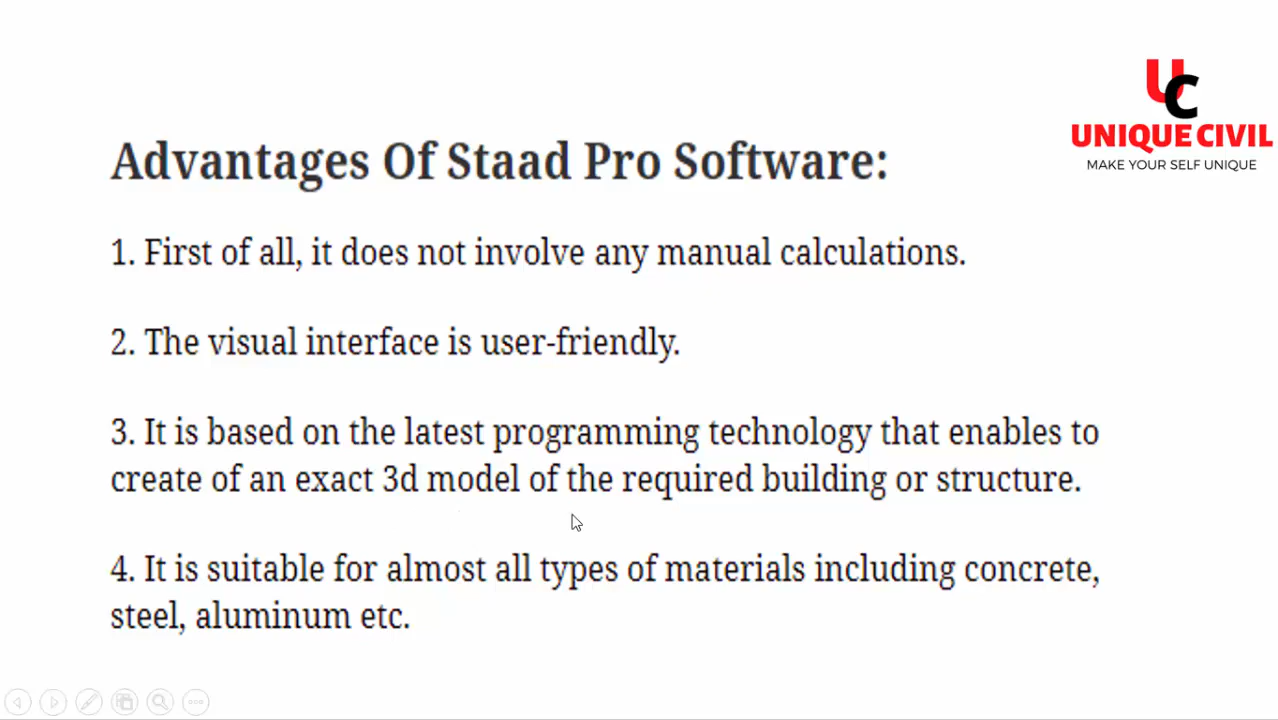 UC
UNIQUE CIVIL
MAKE YOUR SELF UNIQUE
Advantages Of Staad Pro Software:
1. First of all, it does not involve any manual calculations.
2. The visual interface is user-friendly.
3. It is based on the latest programming technology that enables to
create of an exact 3d model of the required building or structure.
4. It is suitable for almost all types of materials including concrete,
steel, aluminum etc.